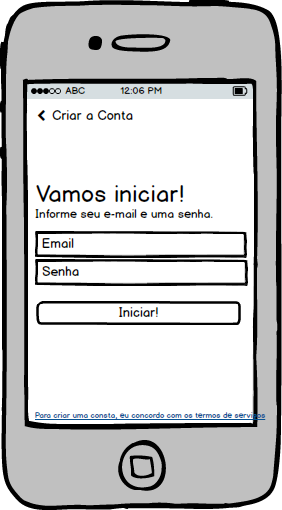 ABC 12:06 PM
Criar a Conta
Vamos iniciar!
Informe seu e-mail e uma senha.
Email
Senha
Iniciar!
Para criar uma consta, eu concordo com os termos de serviços